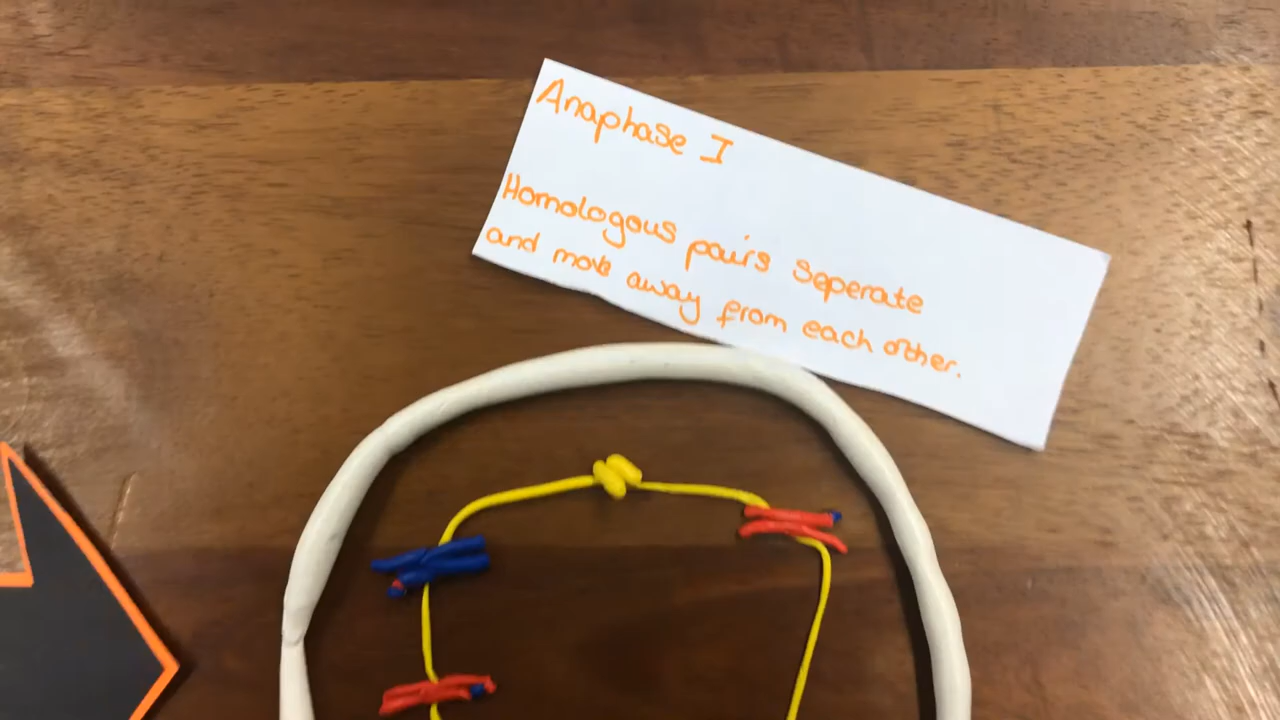 Anaphase I
Homologous pairs seperate
and move away from each other.